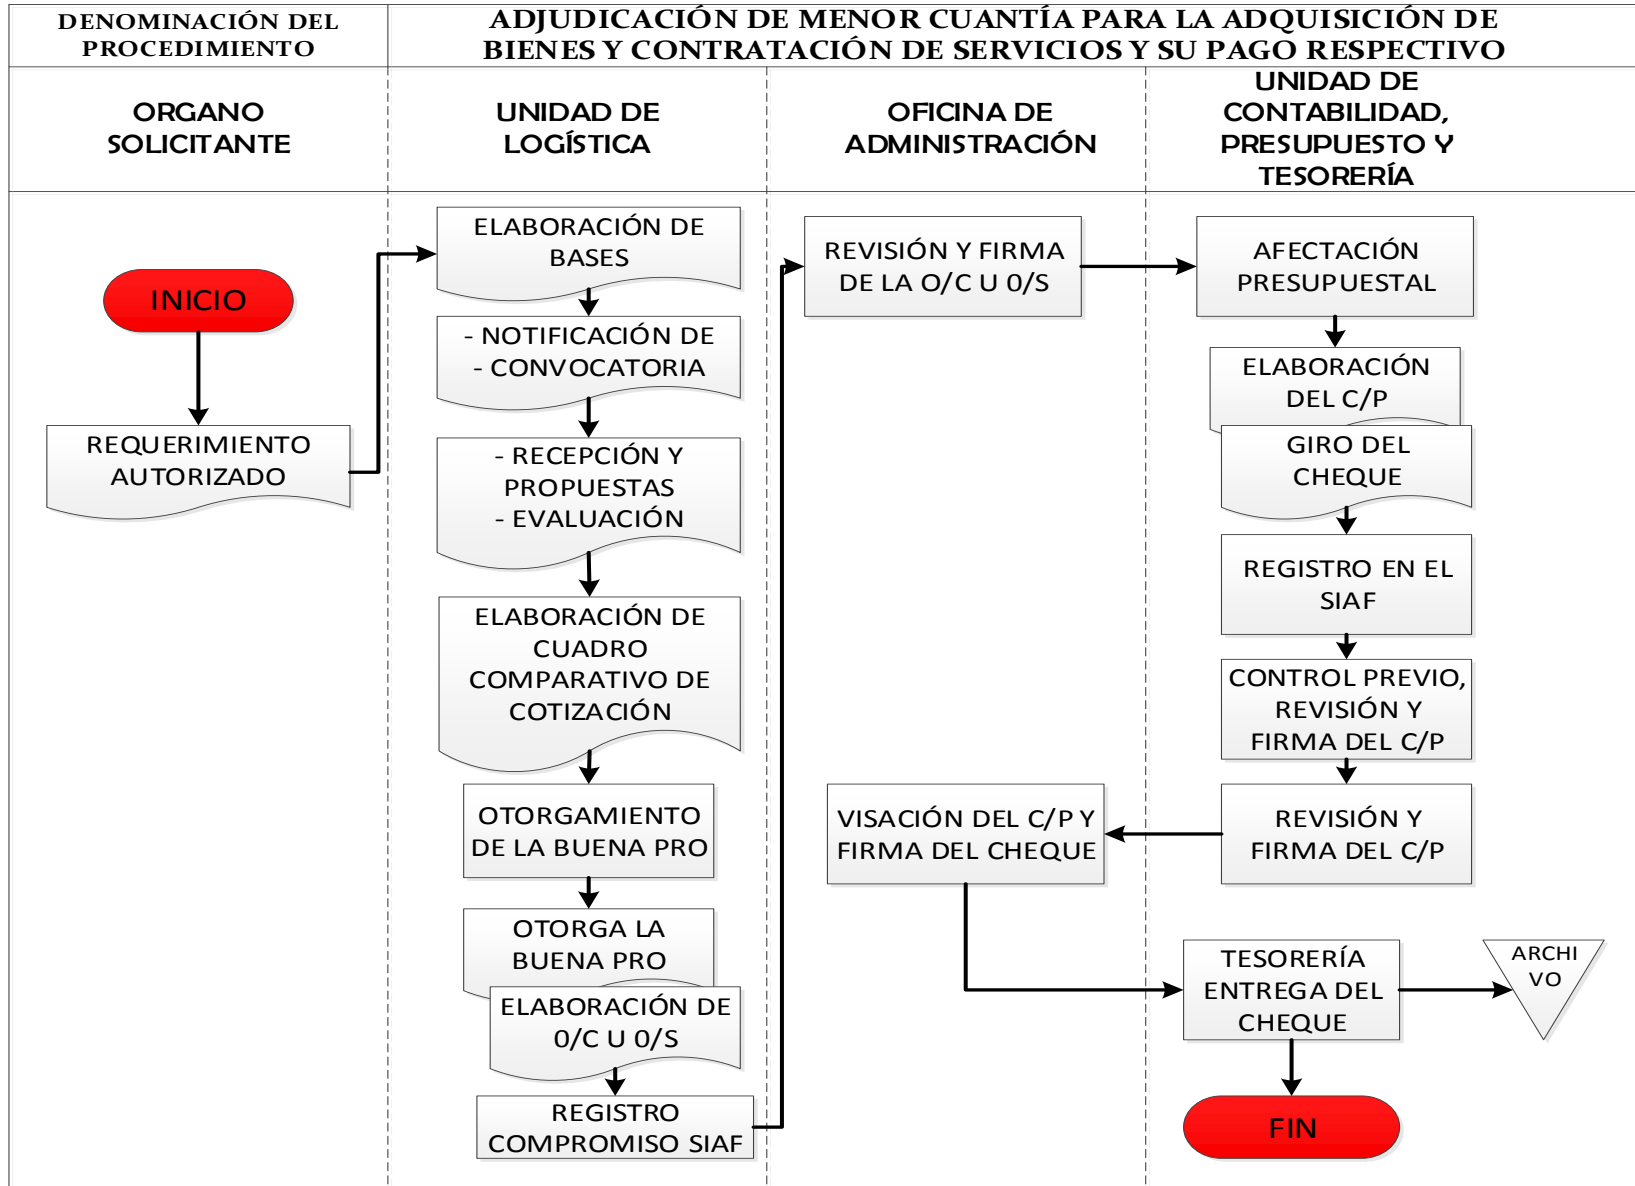 DENOMINACIÓN DEL
PROCEDIMIENTO
ADJUDICACIÓN DE MENOR CUANTÍA PARA LA ADQUISICIÓN DE
BIENES Y CONTRATACIÓN DE SERVICIOS Y SU PAGO RESPECTIVO
ORGANO
SOLICITANTE
UNIDAD DE
LOGÍSTICA
OFICINA DE
ADMINISTRACIÓN
UNIDAD DE
CONTABILIDAD,
PRESUPUESTO Y
TESORERÍA
INICIO
REQUERIMIENTO
AUTORIZADO
ELABORACIÓN DE
BASES
- NOTIFICACIÓN DE
- CONVOCATORIA
- RECEPCIÓN Y
PROPUESTAS
- EVALUACIÓN
ELABORACIÓN DE
CUADRO
COMPARATIVO DE
COTIZACIÓN
OTORGAMIENTO
DE LA BUENA PRO
OTORGA LA
BUENA PRO
ELABORACIÓN DE
0/C U 0/S
REGISTRO
COMPROMISO SIAF
REVISIÓN Y FIRMA
DE LA O/C U 0/S
AFECTACIÓN
PRESUPUESTAL
ELABORACIÓN
DEL C/P
GIRO DEL
CHEQUE
REGISTRO EN EL
SIAF
CONTROL PREVIO,
REVISIÓN Y
FIRMA DEL C/P
REVISIÓN Y
FIRMA DEL C/P
VISACIÓN DEL C/P Y
FIRMA DEL CHEQUE
TESORERÍA
ENTREGA DEL
CHEQUE
ARCHI
VO
FIN